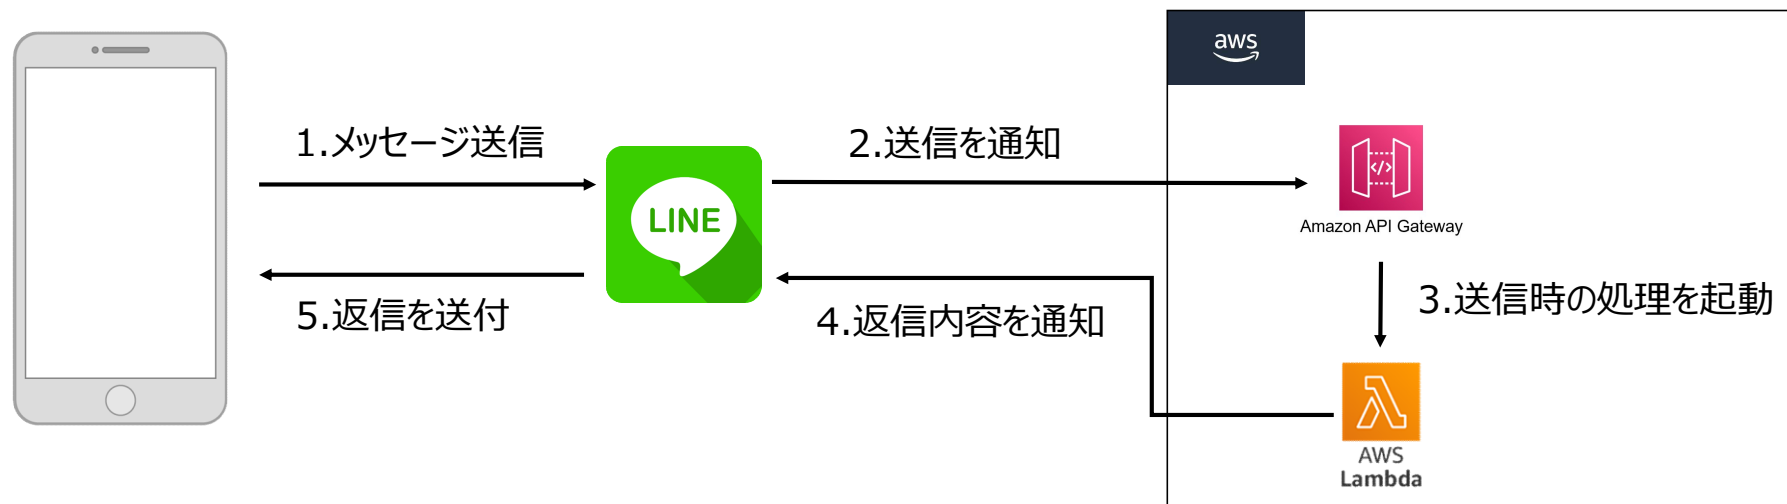 aws
1.メッセージ送信
2.送信を通知
LINE
</>
Amazon API Gateway
3.送信時の処理を起動
5.返信を送付
4.返信内容を通知
AWS
Lambda